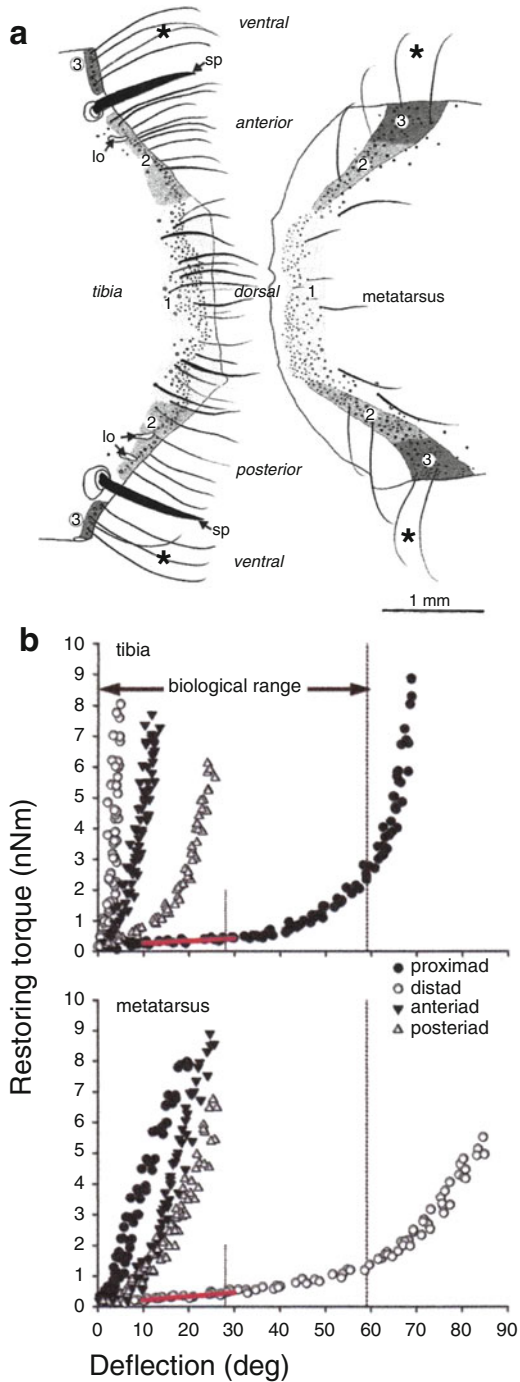 a
ventral
*
*
3
sp
3
anterior
lo
2
2
tibia
1
dorsal
1
metatarsus
2
2
lo
posterior
3
sp
3
*
*
ventral
1 mm
b
10
tibia
9
biological range
8
7
6
5
4
3
2
1
0
Restoring torque (nNm)
proximad
distad
anteriad
posteriad
10
metatarsus
9
8
7
6
5
4
3
2
1
0
0 10 20 30 40 50 60 70 80 90
Deflection (deg)